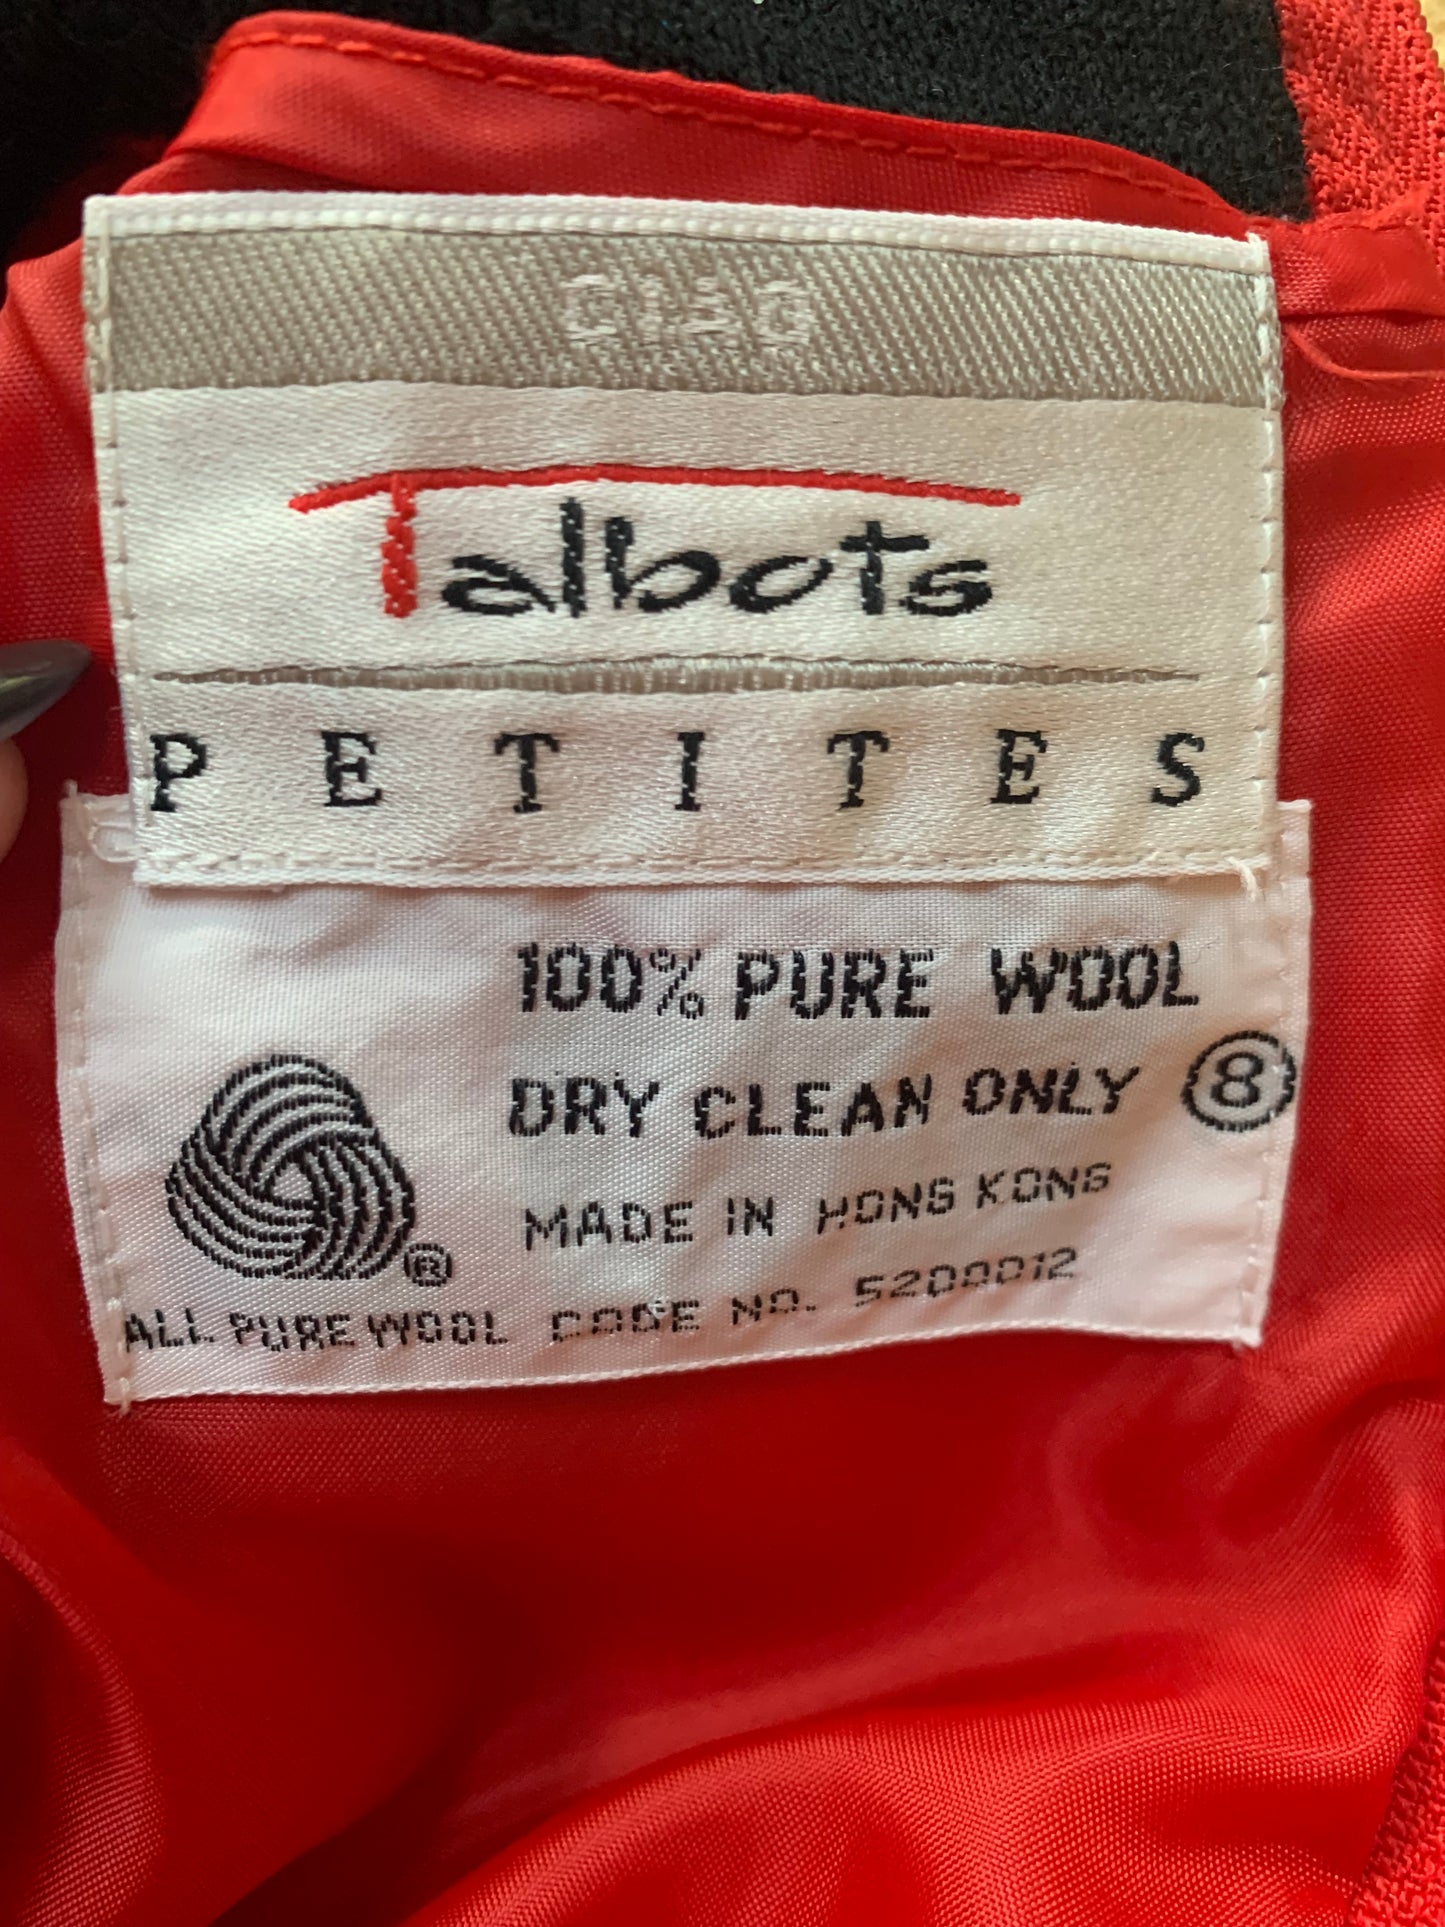 CIAO
Talbots
PETITES
100% PURE WOOL
DRY CLEAN ONLY 8
MADE IN HONG KONG
®
ALL PURE WOOL CODE NO. 5200012